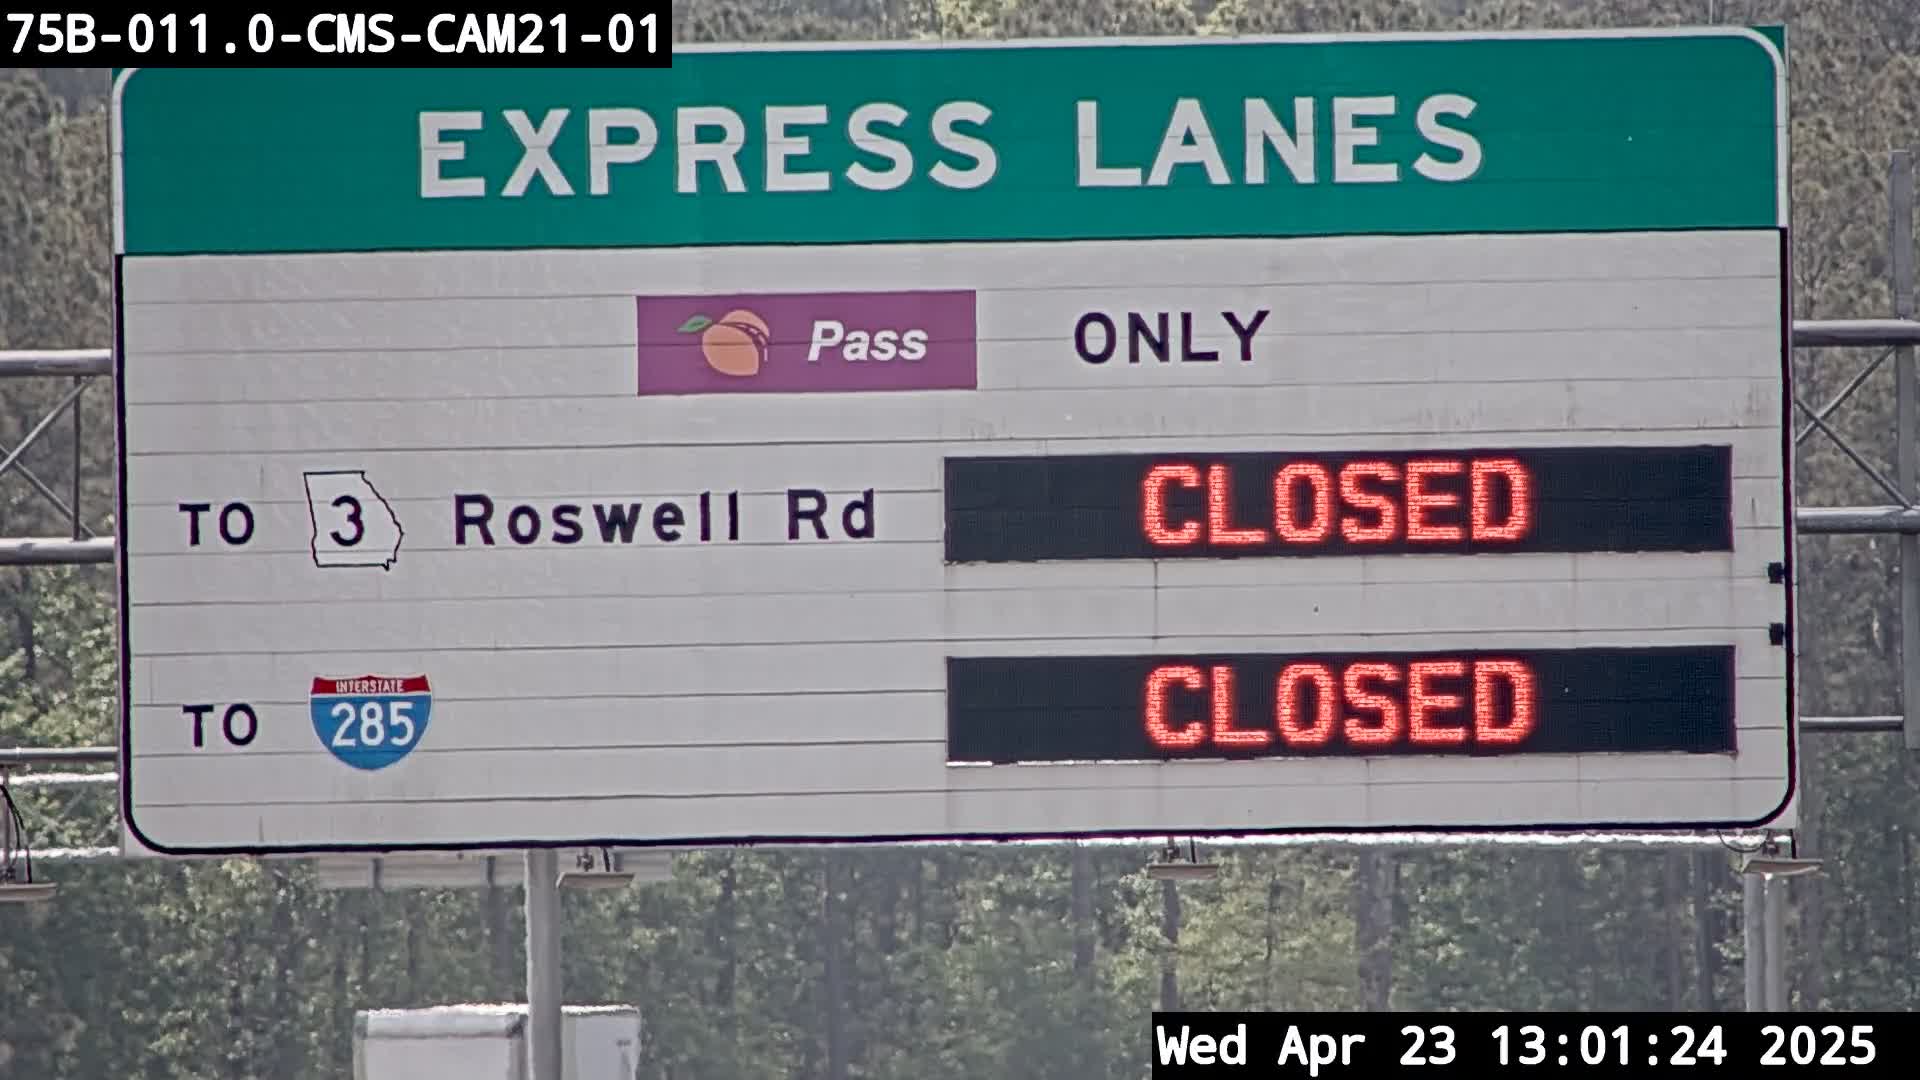 75B-011.0-CMS-CAM21-01
EXPRESS LANES
Pass ONLY
TO 3 Roswell Rd CLOSED
INTERSTATE
TO 285 CLOSED
Wed Apr 23 13:01:24 2025